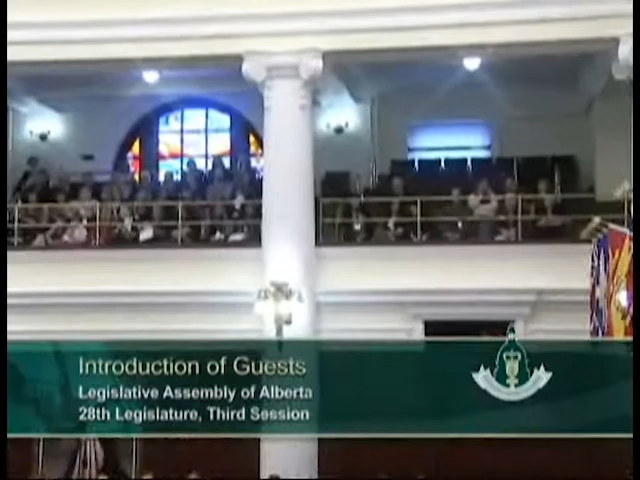 Introduction of Guests
Legislative Assembly of Alberta
28th Legislature, Third Session